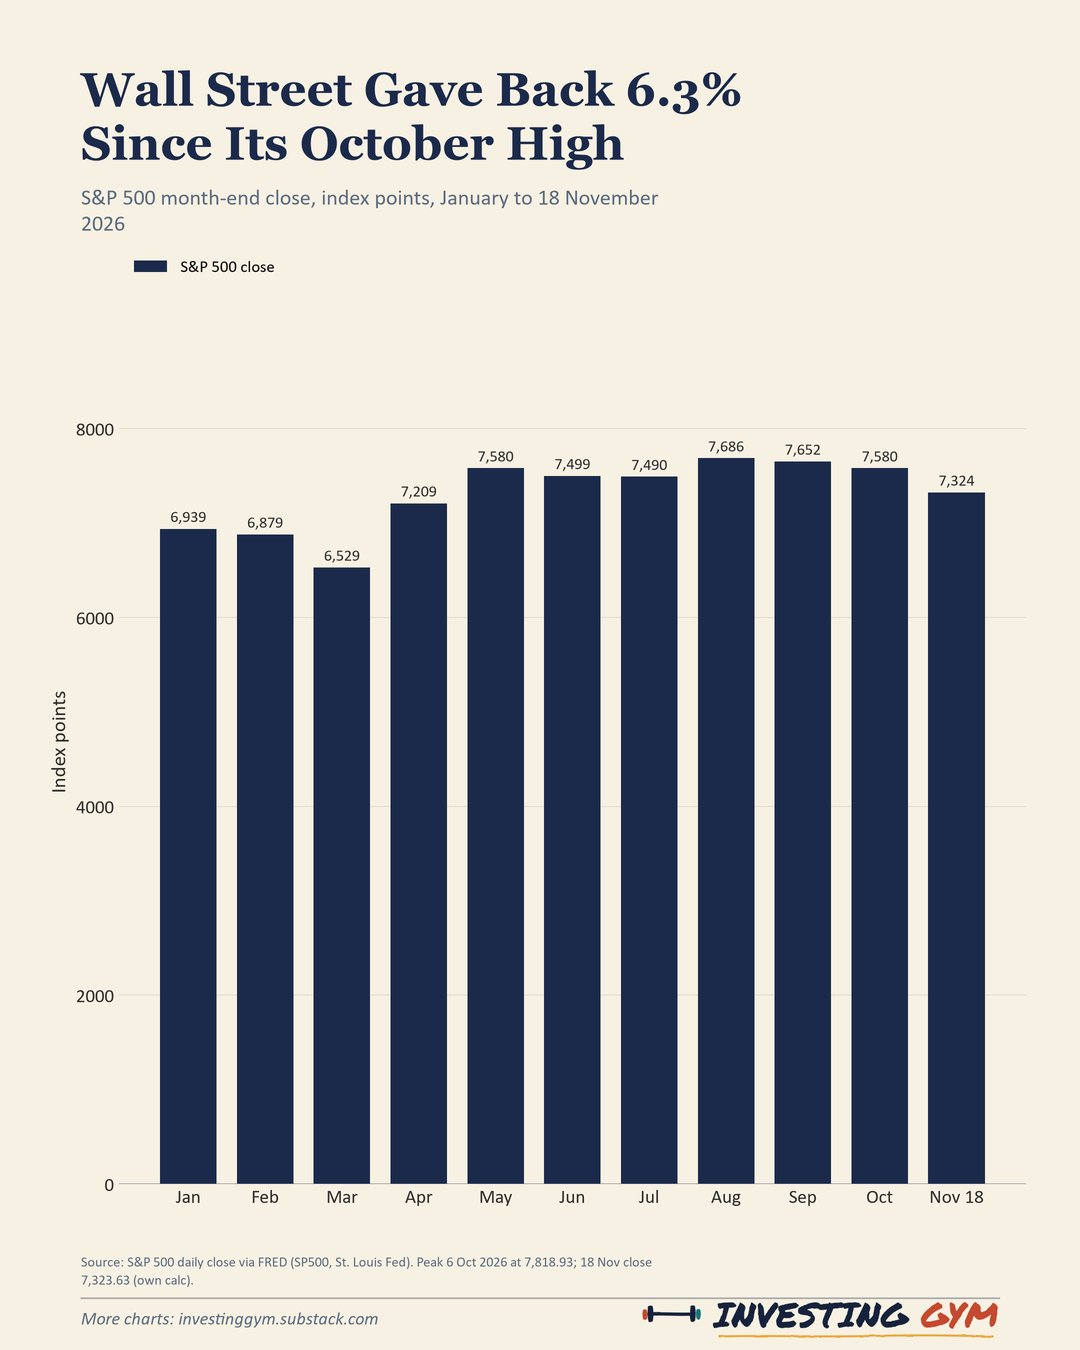 Wall Street Gave Back 6.3%
Since Its October High
S&P 500 month-end close, index points, January to 18 November
2026
S&P 500 close
Index points
8000
6000
4000
2000
0
6,939
6,879
6,529
7,209
7,580
7,499
7,490
7,686
7,652
7,580
7,324
Jan
Feb
Mar
Apr
May
Jun
Jul
Aug
Sep
Oct
Nov 18
Source: S&P 500 daily close via FRED (SP500, St. Louis Fed). Peak 6 Oct 2026 at 7,818.93; 18 Nov close
7,323.63 (own calc).
More charts: investinggym.substack.com
INVESTING GYM